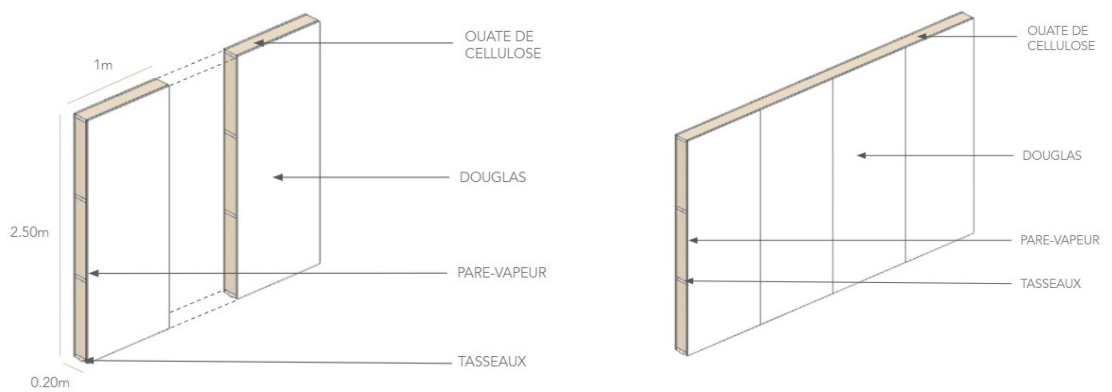 OUATE DE
CELLULOSE
1m
DOUGLAS
2.50m
PARE-VAPEUR
TASSEAUX
0.20m
OUATE DE
CELLULOSE
DOUGLAS
PARE-VAPEUR
TASSEAUX